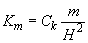 K_m = C_k m/H^2